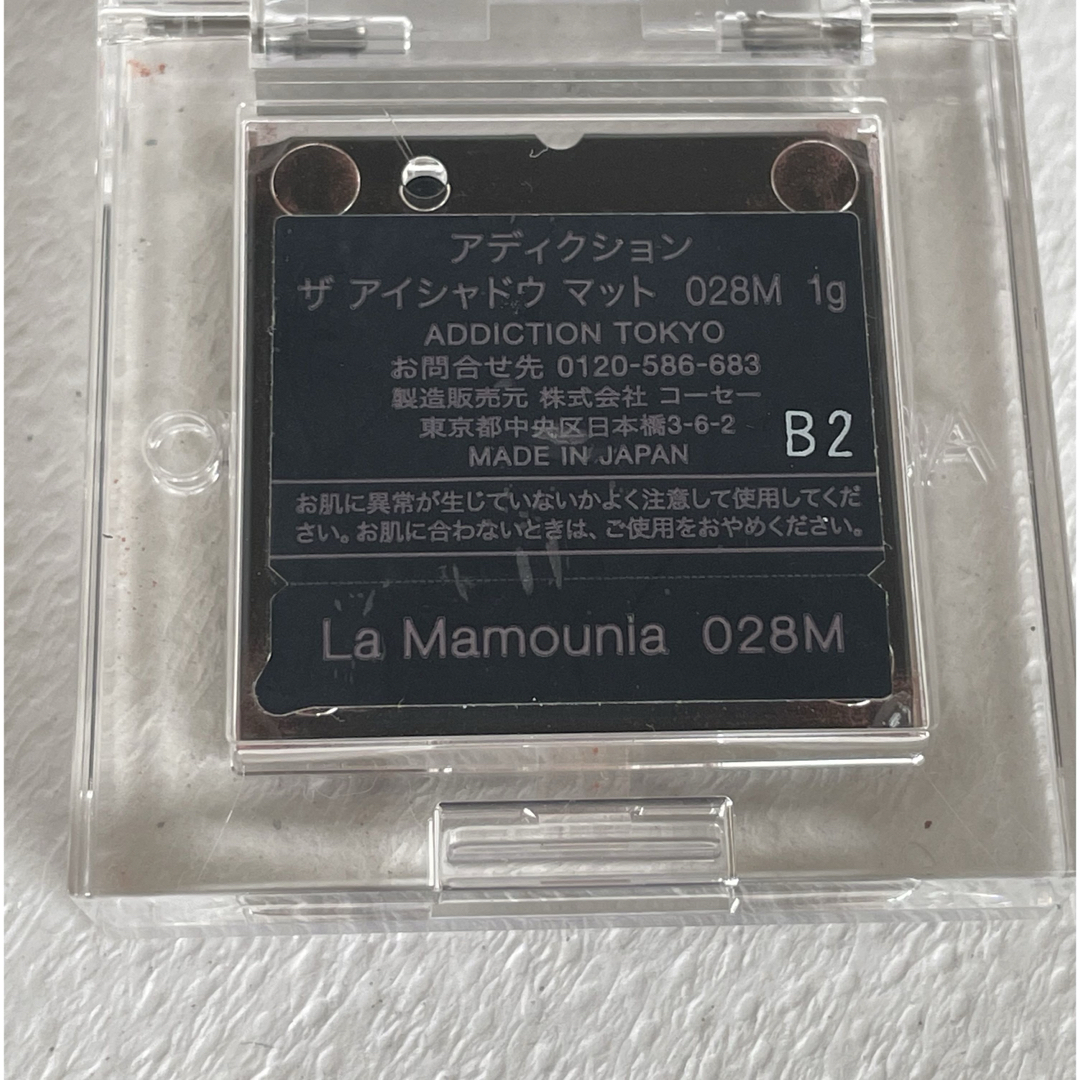 アディクション
ザ アイシャドウ マット 028M 1g
ADDICTION TOKYO
お問合せ先 0120-586-683
製造販売元 株式会社 コーセー
東京都中央区日本橋3-6-2
MADE IN JAPAN
B2
お肌に異常が生じていないかよく注意して使用してくだ
さい。お肌に合わないときは、ご使用をおやめください。
La Mamounia 028M